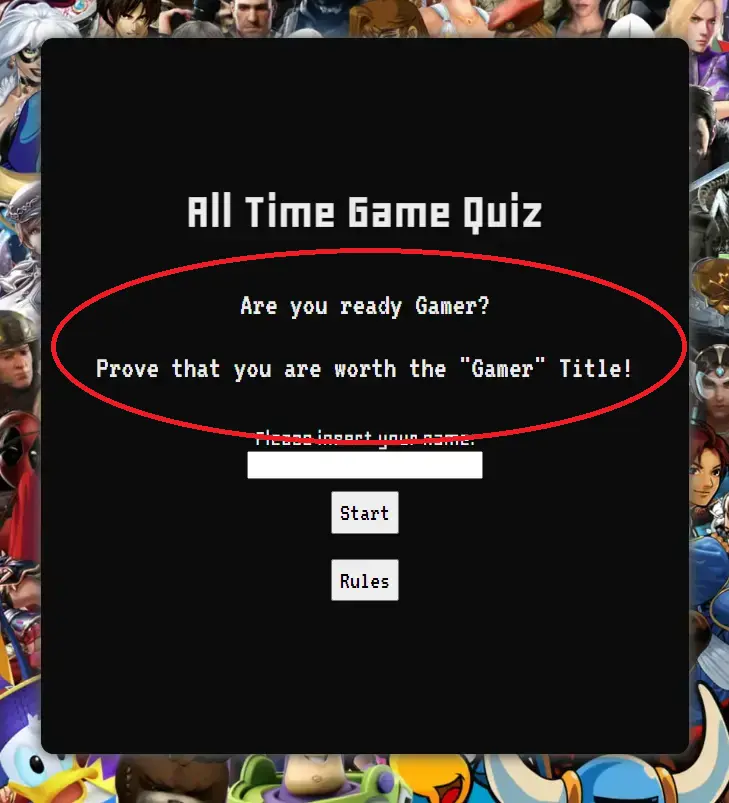 All Time Game Quiz
Are you ready Gamer?
Prove that you are worth the "Gamer" Title!
Please insert your name:
Start
Rules